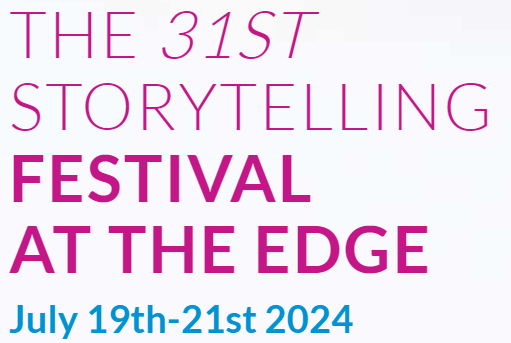 THE 31ST
STORYTELLING
FESTIVAL
AT THE EDGE
July 19th-21st 2024